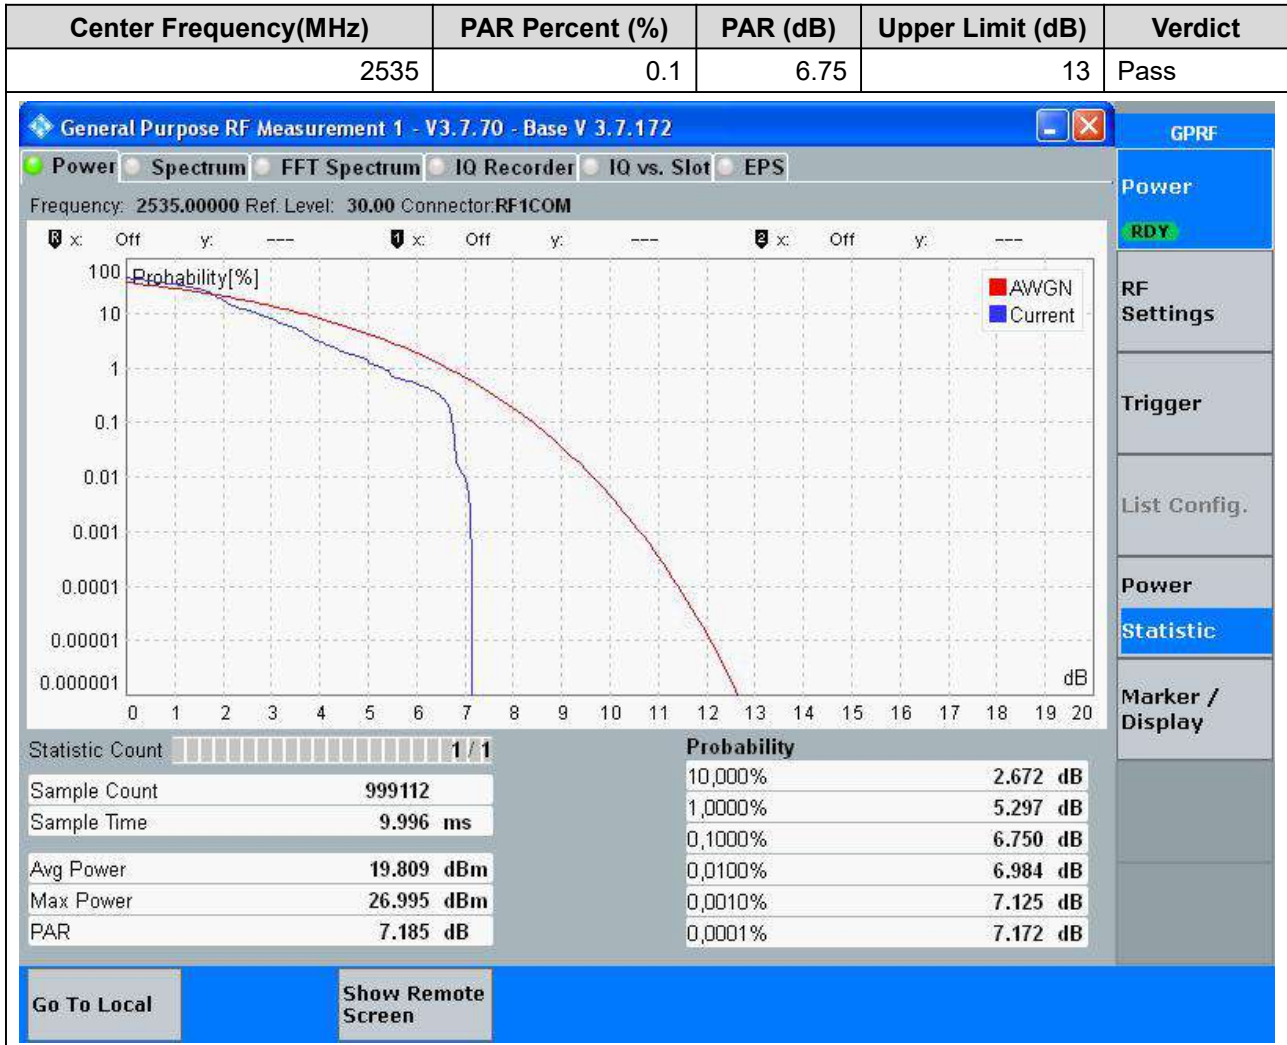 Center Frequency(MHz) PAR Percent (%) PAR (dB) Upper Limit (dB) Verdict
2535 0.1 6.75 13 Pass
General Purpose RF Measurement 1 - V3.7.70 - Base V 3.7.172
GPRF
Power Spectrum FFT Spectrum IQ Recorder IQ vs. Slot EPS
Frequency: 2535.00000 Ref. Level: 30.00 Connector:RF1COM
R x: Off y: --- 1 x: Off y: --- 2 x: Off y: ---
Probability[%]
AWGN
Current
100
10
1
0.1
0.01
0.001
0.0001
0.00001
0.000001
dB
0 1 2 3 4 5 6 7 8 9 10 11 12 13 14 15 16 17 18 19 20
Statistic Count 1 / 1
Sample Count 999112
Sample Time 9.996 ms
Avg Power 19.809 dBm
Max Power 26.995 dBm
PAR 7.185 dB
Probability
10,000% 2.672 dB
1,0000% 5.297 dB
0,1000% 6.750 dB
0,0100% 6.984 dB
0,0010% 7.125 dB
0,0001% 7.172 dB
Power
RDY
RF
Settings
Trigger
List Config.
Power
Statistic
Marker /
Display
Go To Local
Show Remote
Screen